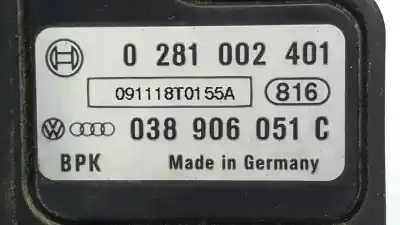 0 281 002 401
091118T0155A 816
038 906 051 C
BPK Made in Germany